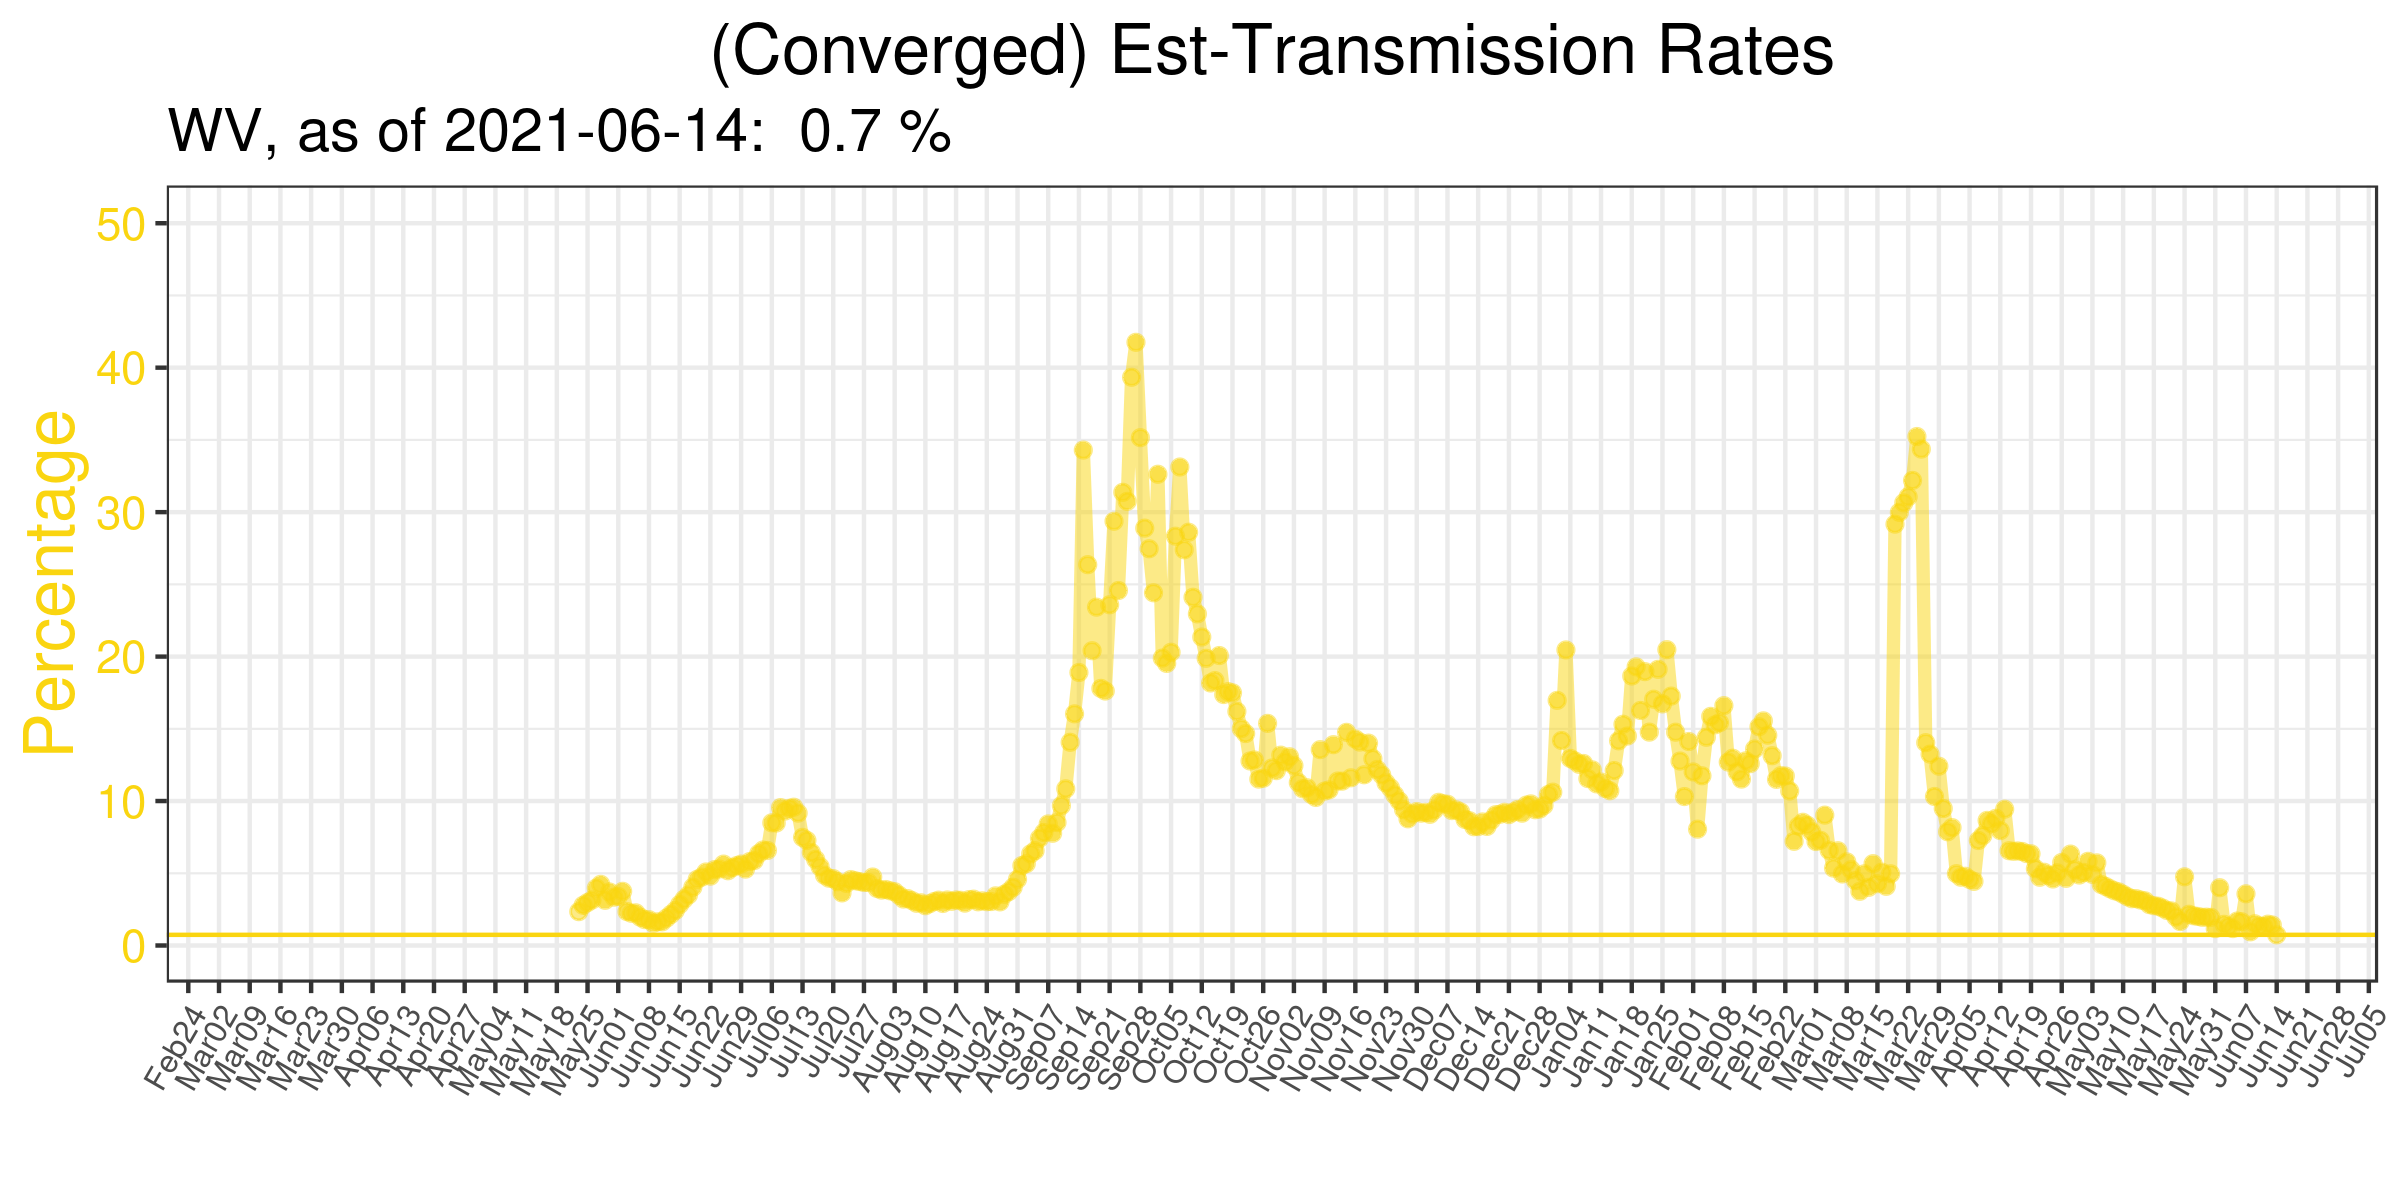 (Converged) Est-Transmission Rates
WV, as of 2021-06-14:  0.7 %
Percentage
50
40
30
20
10
0
Feb24
Mar02
Mar09
Mar16
Mar23
Mar30
Apr06
Apr13
Apr20
Apr27
May04
May11
May18
May25
Jun01
Jun08
Jun15
Jun22
Jun29
Jul06
Jul13
Jul20
Jul27
Aug03
Aug10
Aug17
Aug24
Aug31
Sep07
Sep14
Sep21
Sep28
Oct05
Oct12
Oct19
Oct26
Nov02
Nov09
Nov16
Nov23
Nov30
Dec07
Dec14
Dec21
Dec28
Jan04
Jan11
Jan18
Jan25
Feb01
Feb08
Feb15
Feb22
Mar01
Mar08
Mar15
Mar22
Mar29
Apr05
Apr12
Apr19
Apr26
May03
May10
May17
May24
May31
Jun07
Jun14
Jun21
Jun28
Jul05